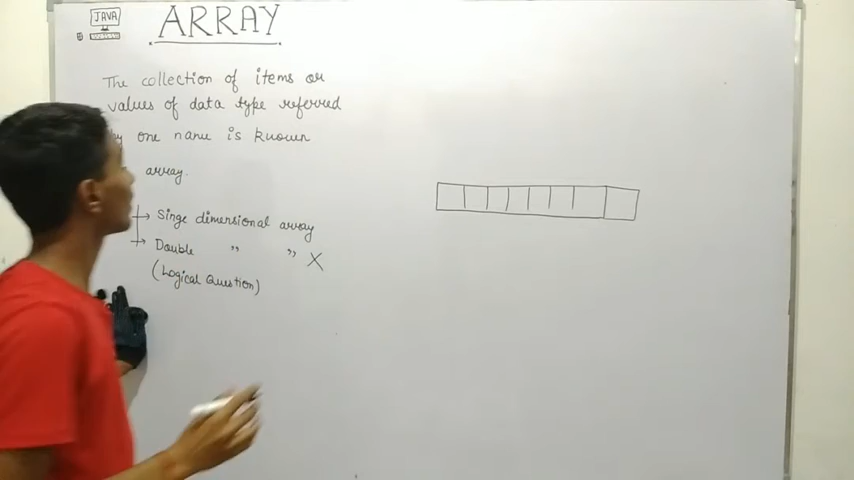 JAVA
ARRAY
The collection of items or
values of data type referred
by one name is known
array.
Singe dimensional array
Double " " X
(Logical Question)